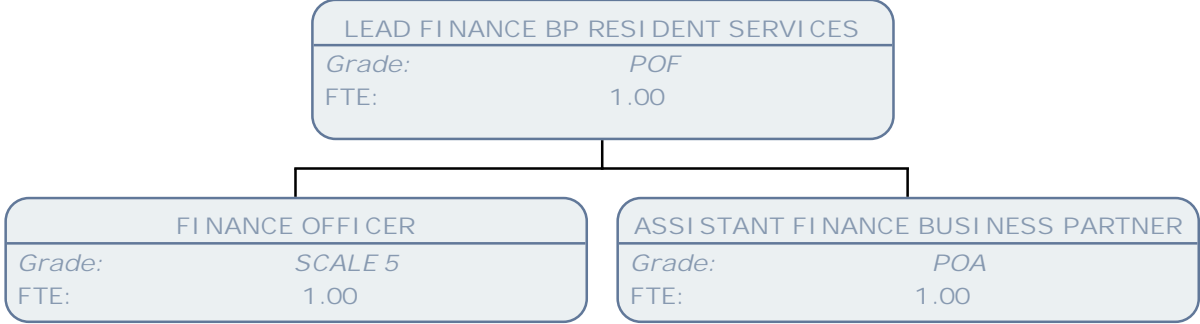 LEAD FINANCE BP RESIDENT SERVICES
Grade: POF
FTE: 1.00
FINANCE OFFICER
Grade: SCALE 5
FTE: 1.00
ASSISTANT FINANCE BUSINESS PARTNER
Grade: POA
FTE: 1.00